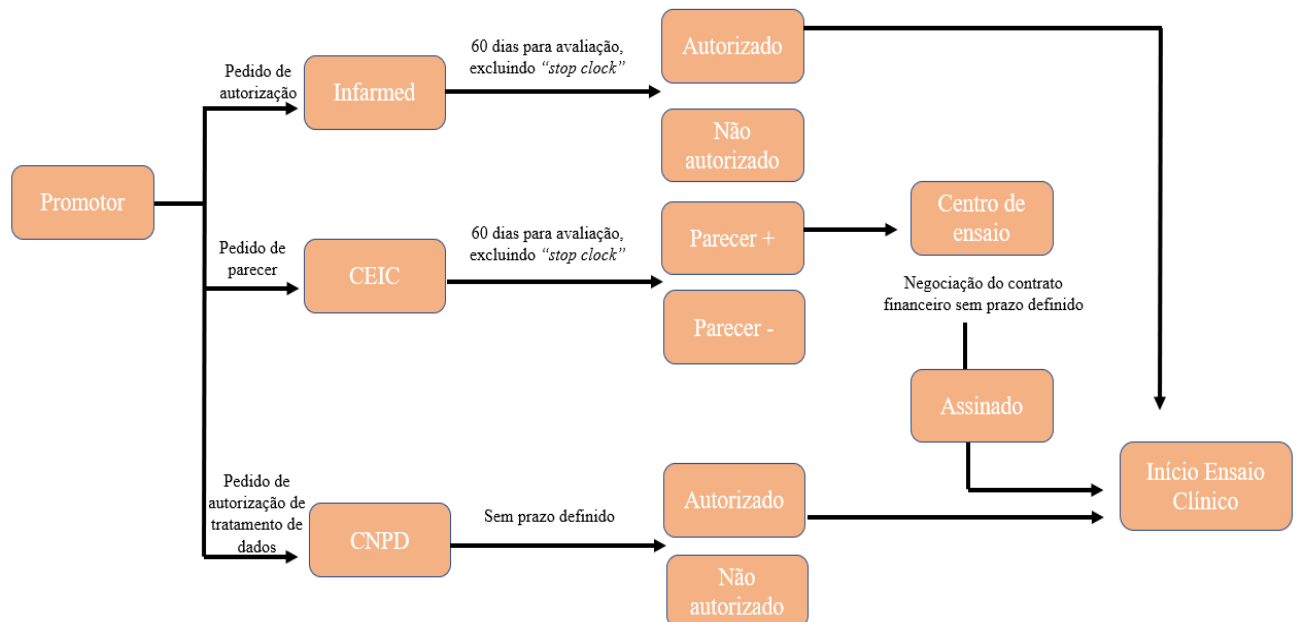 Promotor
Pedido de
autorização
Infarmed
60 dias para avaliação,
excluindo “stop clock”
Autorizado
Não
autorizado
Pedido de
parecer
CEIC
60 dias para avaliação,
excluindo “stop clock”
Parecer +
Parecer -
Centro de
ensaio
Negociação do contrato
financeiro sem prazo definido
Assinado
Pedido de
autorização de
tratamento de
dados
CNPD
Sem prazo definido
Autorizado
Não
autorizado
Início Ensaio
Clínico